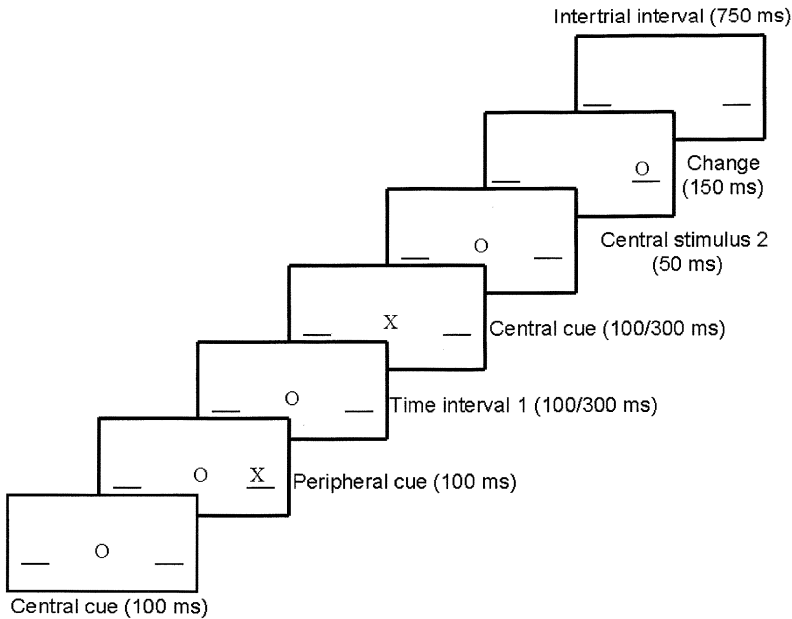 Intertrial interval (750 ms)
O
Change
(150 ms)
O
Central stimulus 2
(50 ms)
X
Central cue (100/300 ms)
O
Time interval 1 (100/300 ms)
O X
Peripheral cue (100 ms)
O
Central cue (100 ms)